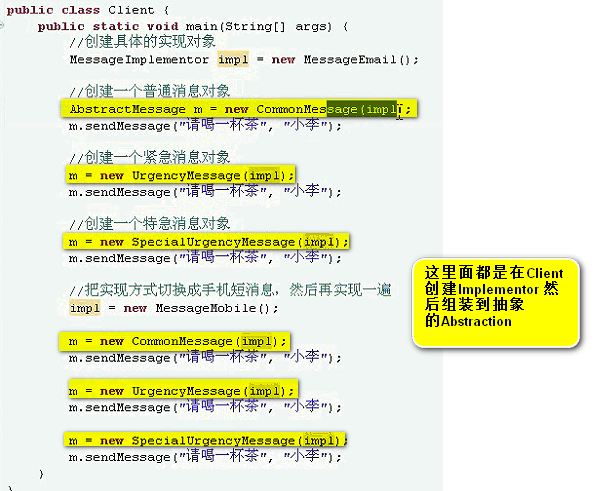 public class Client {
public static void main(String[] args) {
//创建具体的实现对象
MessageImplementor impl = new MessageEmail();
//创建一个普通消息对象
AbstractMessage m = new CommonMessage(impl);
m.sendMessage("请喝一杯茶", "小李");
//创建一个紧急消息对象
m = new UrgencyMessage(impl);
m.sendMessage("请喝一杯茶", "小李");
//创建一个特急消息对象
m = new SpecialUrgencyMessage(impl);
m.sendMessage("请喝一杯茶", "小李");
//把实现方式切换成手机短消息，然后再实现一遍
impl = new MessageMobile();
m = new CommonMessage(impl);
m.sendMessage("请喝一杯茶", "小李");
m = new UrgencyMessage(impl);
m.sendMessage("请喝一杯茶", "小李");
m = new SpecialUrgencyMessage(impl);
m.sendMessage("请喝一杯茶", "小李");
}
}
这里面都是在Client
创建Implementor 然
后组装到抽象
的Abstraction